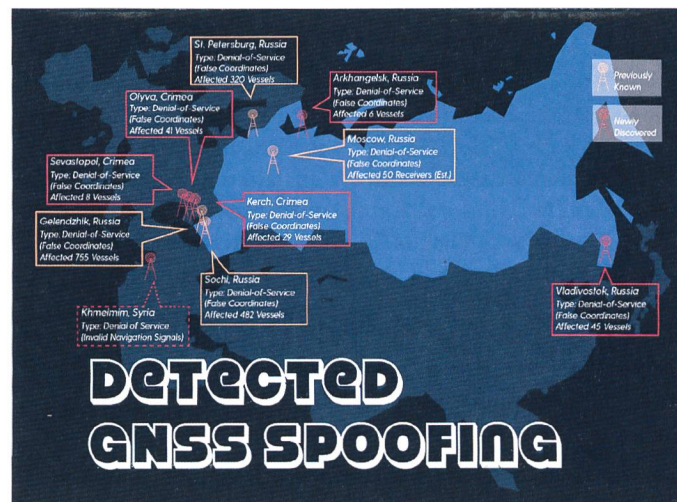 St. Petersburg, Russia
Type: Denial-of-Service
(False Coordinates)
Affected 320 Vessels
Arkhangelsk, Russia
Type: Denial-of-Service
(False Coordinates)
Affected 6 Vessels
Previously
Known
Newly
Discovered
Olyva, Crimea
Type: Denial-of-Service
(False Coordinates)
Affected 41 Vessels
Moscow, Russia
Type: Denial-of-Service
(False Coordinates)
Affected 50 Receivers (Est.)
Sevastopol, Crimea
Type: Denial-of-Service
(False Coordinates)
Affected 8 Vessels
Kerch, Crimea
Type: Denial-of-Service
(False Coordinates)
Affected 29 Vessels
Gelendzhik, Russia
Type: Denial-of-Service
(False Coordinates)
Affected 755 Vessels
Sochi, Russia
Type: Denial-of-Service
(False Coordinates)
Affected 482 Vessels
Vladivostok, Russia
Type: Denial-of-Service
(False Coordinates)
Affected 45 Vessels
Khmeimim, Syria
Type: Denial of Service
(Invalid Navigation Signals)
DETECTED
GNSS SPOOFING